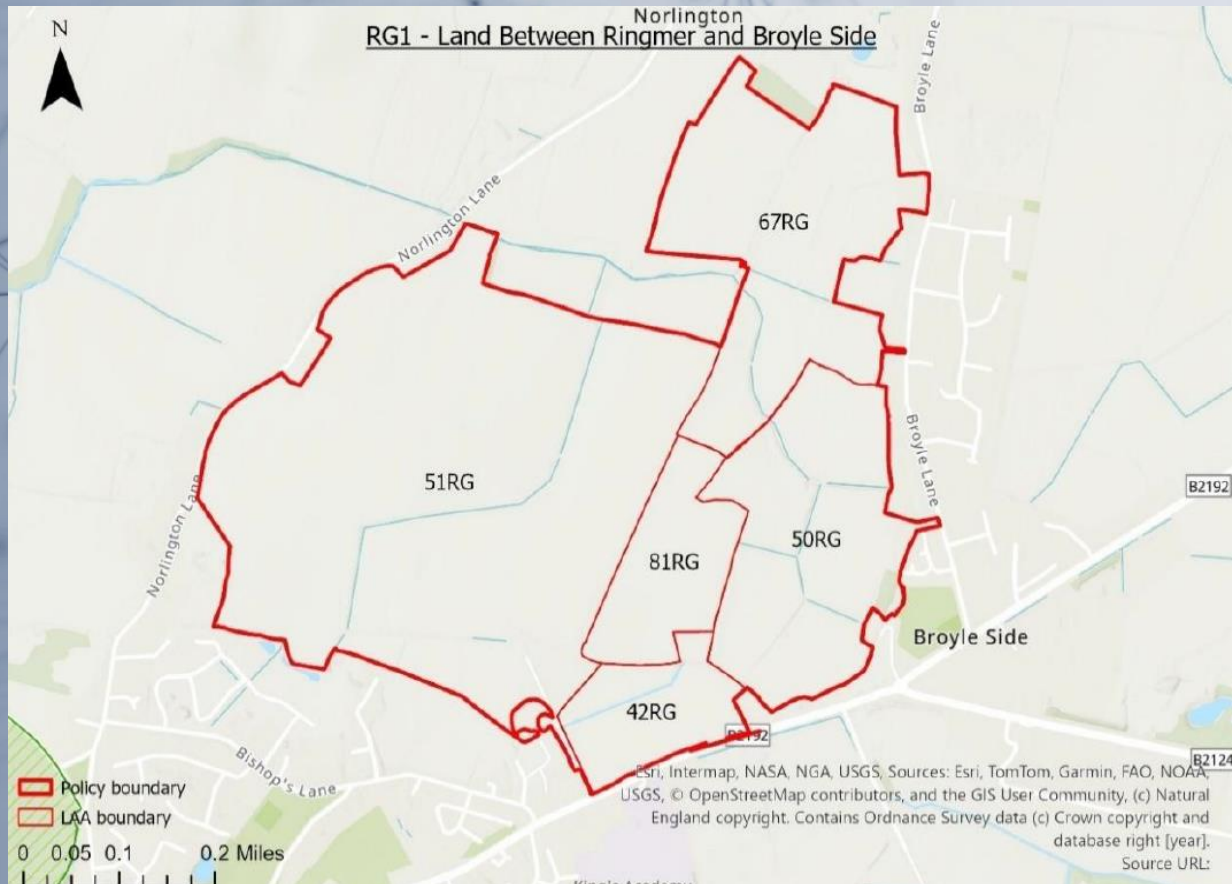 Norlington
RG1 - Land Between Ringmer and Broyle Side
N
Broyle Lane
Norlington Lane
67RG
51RG
Broyle Lane
B2192
50RG
81RG
Norlington Lane
Broyle Side
42RG
B2192
B2124
Bishop's Lane
Policy boundary
LAA boundary
0 0.05 0.1 0.2 Miles
Esri, Intermap, NASA, NGA, USGS, Sources: Esri, TomTom, Garmin, FAO, NOAA,
USGS, © OpenStreetMap contributors, and the GIS User Community, (c) Natural
England copyright. Contains Ordnance Survey data (c) Crown copyright and
database right [year].
Source URL: